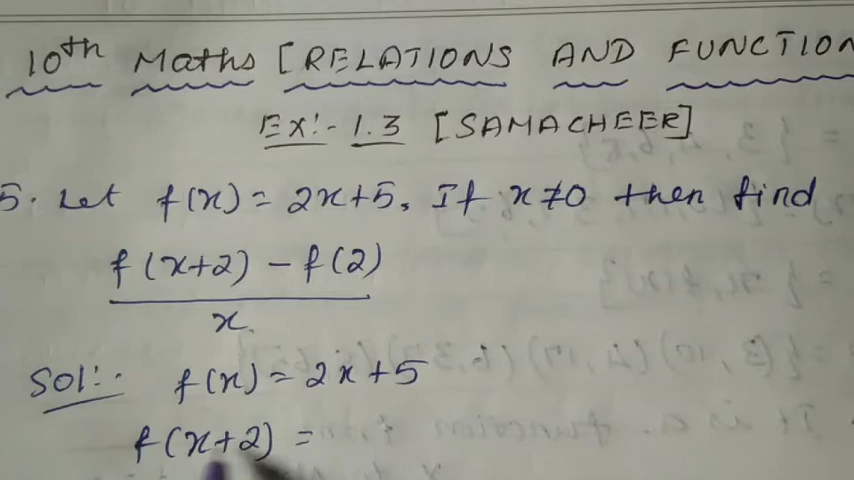 10th Maths [RELATIONS AND FUNCTION
Ex:- 1.3 [SAMACHEER]
5. Let f(x) = 2x+5, If x≠0 then find
f(x+2) - f(2)
x.
Sol:- f(x) = 2x+5
f(x+2) =